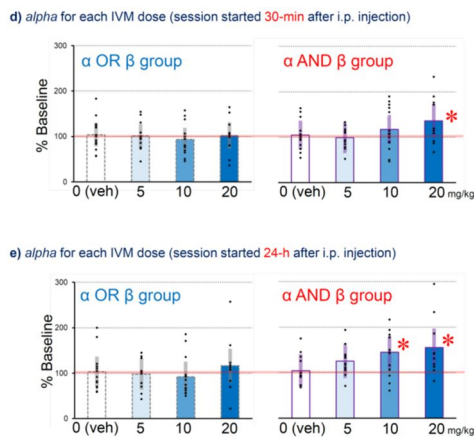 d) alpha for each IVM dose (session started 30-min after i.p. injection)
α OR β group
α AND β group
% Baseline
300
200
100
0
*
0 (veh) 5 10 20
0 (veh) 5 10 20 mg/kg
e) alpha for each IVM dose (session started 24-h after i.p. injection)
α OR β group
α AND β group
% Baseline
300
200
100
0
* *
0 (veh) 5 10 20
0 (veh) 5 10 20 mg/kg